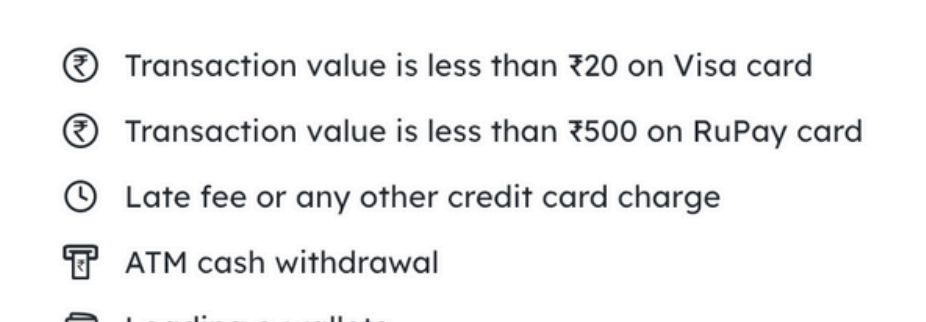 Transaction value is less than ₹20 on Visa card
Transaction value is less than ₹500 on RuPay card
Late fee or any other credit card charge
ATM cash withdrawal